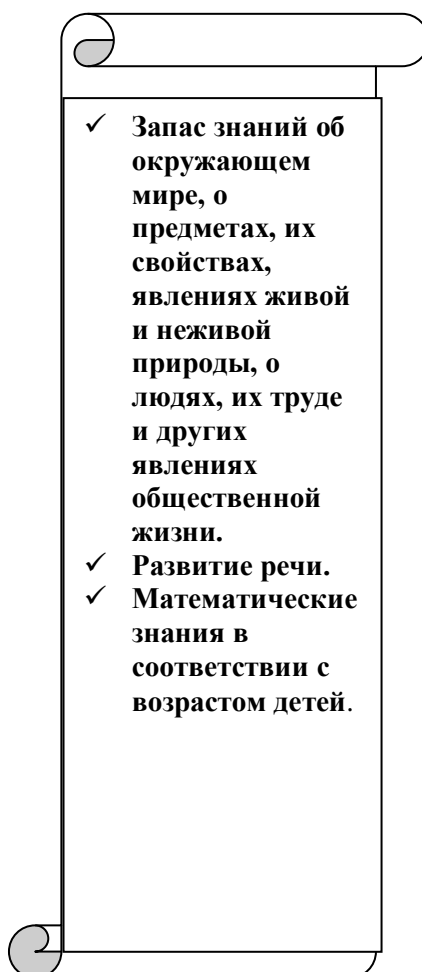 ✓ Запас знаний об
окружающем
мире, о
предметах, их
свойствах,
явлениях живой
и неживой
природы, о
людях, их труде
и других
явлениях
общественной
жизни.
✓ Развитие речи.
✓ Математические
знания в
соответствии с
возрастом детей.